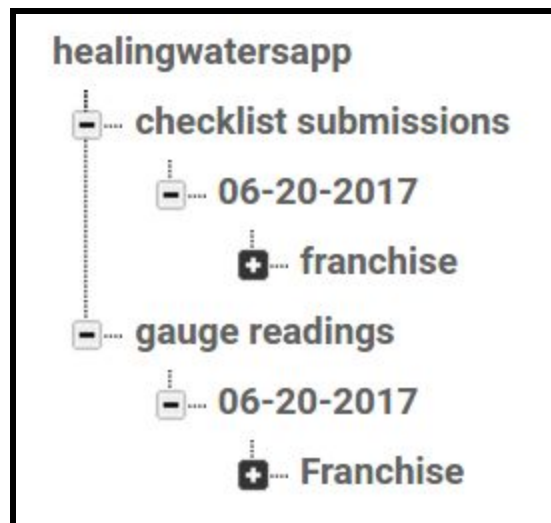 healingwatersapp
checklist submissions
06-20-2017
franchise
gauge readings
06-20-2017
Franchise